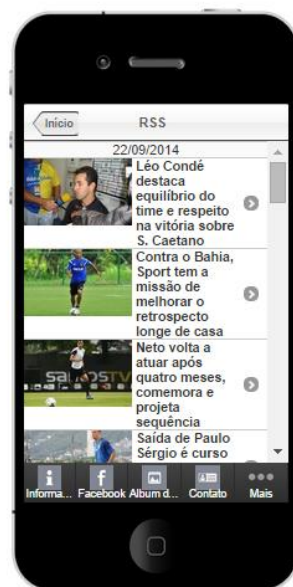 Início
RSS
22/09/2014
Léo Condé
destaca
equilíbrio do
time e respeito
na vitória sobre
S. Caetano
Contra o Bahia,
Sport tem a
missão de
melhorar o
retrospecto
longe de casa
Neto volta a
atuar após
quatro meses,
comemora e
projeta
sequência
Saída de Paulo
Sérgio é curso
Informa... Facebook Album d... Contato Mais